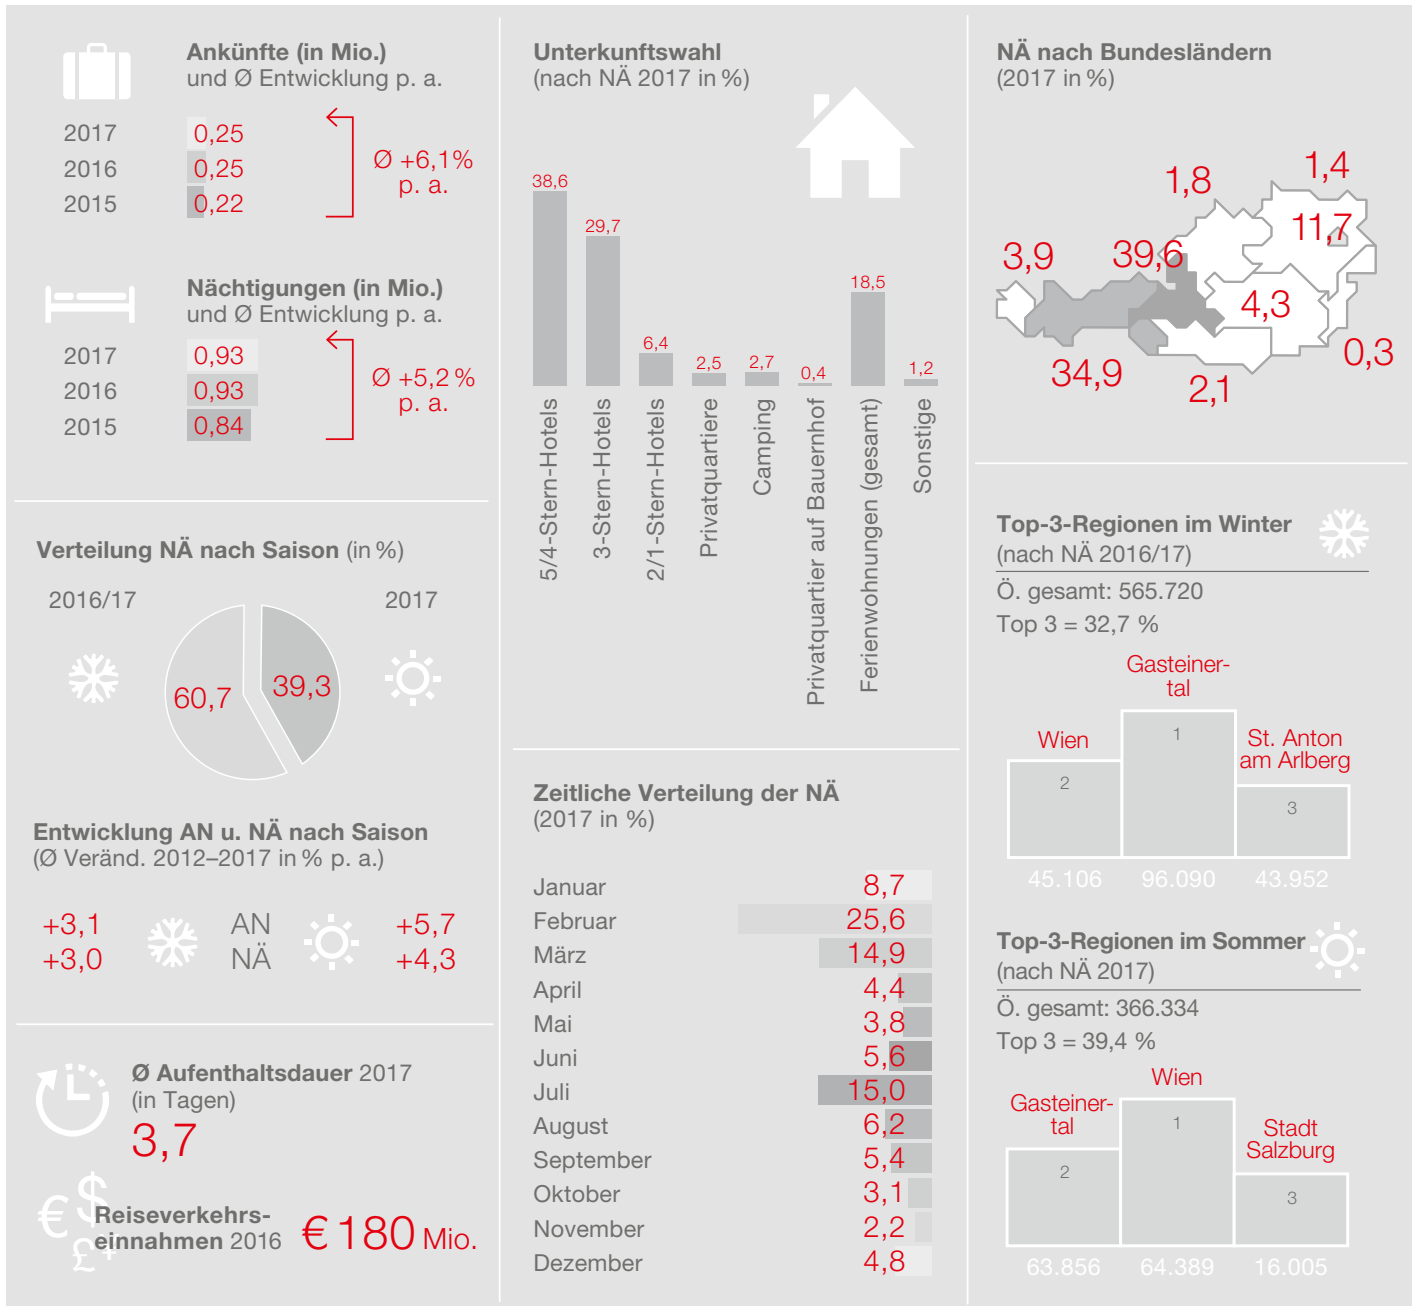 Ankünfte (in Mio.)
und Ø Entwicklung p. a.
2017
0,25
2016
0,25
2015
0,22
Ø +6,1%
p. a.
Nächtigungen (in Mio.)
und Ø Entwicklung p. a.
2017
0,93
2016
0,93
2015
0,84
Ø +5,2 %
p. a.
Verteilung NÄ nach Saison (in %)
2016/17
2017
60,7
39,3
Entwicklung AN u. NÄ nach Saison
(Ø Veränd. 2012–2017 in % p. a.)
+3,1
AN
+5,7
+3,0
NÄ
+4,3
Ø Aufenthaltsdauer 2017
(in Tagen)
3,7
€ $
£ +
Reiseverkehrs-
einnahmen 2016
€ 180 Mio.
Unterkunftswahl
(nach NÄ 2017 in %)
38,6
29,7
6,4
2,5
2,7
0,4
18,5
1,2
5/4-Stern-Hotels
3-Stern-Hotels
2/1-Stern-Hotels
Privatquartiere
Camping
Privatquartier auf Bauernhof
Ferienwohnungen (gesamt)
Sonstige
Zeitliche Verteilung der NÄ
(2017 in %)
Januar 8,7
Februar 25,6
März 14,9
April 4,4
Mai 3,8
Juni 5,6
Juli 15,0
August 6,2
September 5,4
Oktober 3,1
November 2,2
Dezember 4,8
NÄ nach Bundesländern
(2017 in %)
1,4
1,8
11,7
3,9
39,6
4,3
0,3
34,9
2,1
Top-3-Regionen im Winter
(nach NÄ 2016/17)
Ö. gesamt: 565.720
Top 3 = 32,7 %
Gasteiner-
tal
Wien
St. Anton
am Arlberg
1
2
3
45.106
96.090
43.952
Top-3-Regionen im Sommer
(nach NÄ 2017)
Ö. gesamt: 366.334
Top 3 = 39,4 %
Wien
Gasteiner-
tal
Stadt
Salzburg
1
2
3
63.856
64.389
16.005